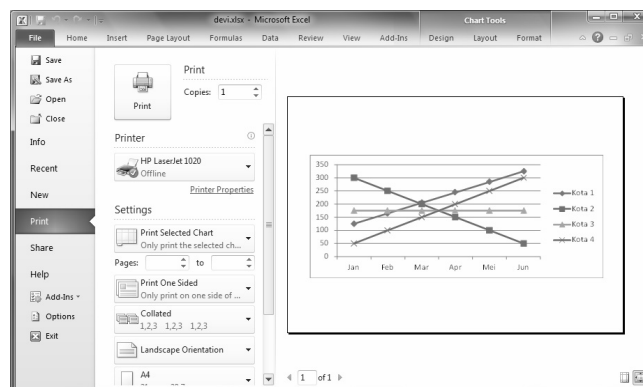 devi.xlsx - Microsoft Excel
Chart Tools
File Home Insert Page Layout Formulas Data Review View Add-Ins Design Layout Format
Save
Save As
Open
Close
Info
Recent
New
Print
Share
Help
Add-Ins
Options
Exit
Print
Print
Copies: 1
Printer
HP LaserJet 1020
Offline
Printer Properties
Settings
Print Selected Chart
Only print the selected ch...
Pages: to
Print One Sided
Only print on one side of ...
Collated
1,2,3 1,2,3 1,2,3
Landscape Orientation
A4
350
300
250
200
150
100
50
0
Jan Feb Mar Apr Mei Jun
Kota 1
Kota 2
Kota 3
Kota 4
1 of 1